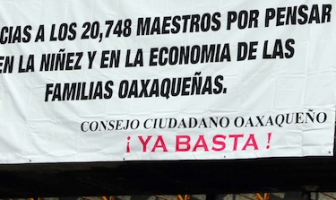 CIAS A LOS 20,748 MAESTROS POR PENSAR
EN LA NIÑEZ Y EN LA ECONOMIA DE LAS
FAMILIAS OAXAQUEÑAS.
CONSEJO CIUDADANO OAXAQUEÑO
¡ YA BASTA !